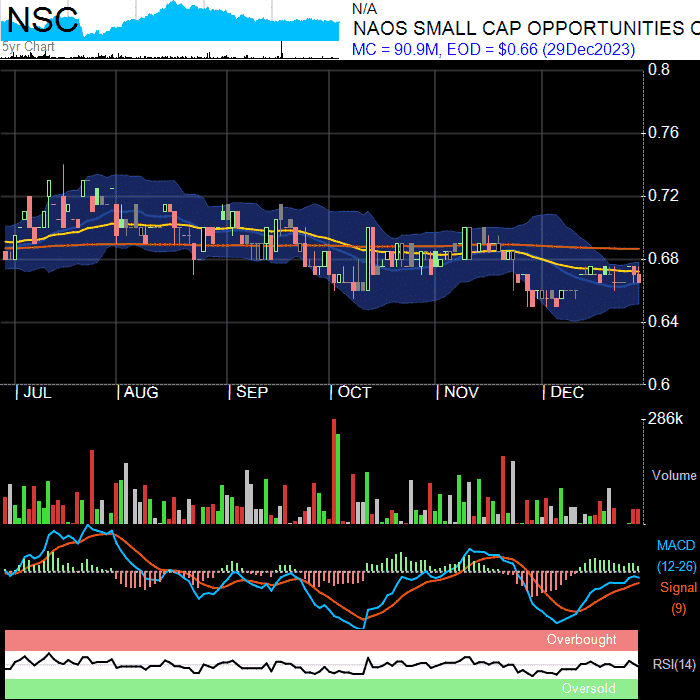 NSC
5yr Chart
N/A
NAOS SMALL CAP OPPORTUNITIES C
MC = 90.9M, EOD = $0.66 (29Dec2023)
0.8
0.76
0.72
0.68
0.64
0.6
JUL AUG SEP OCT NOV DEC
286k
Volume
MACD
(12-26)
Signal
(9)
Overbought
RSI(14)
Oversold